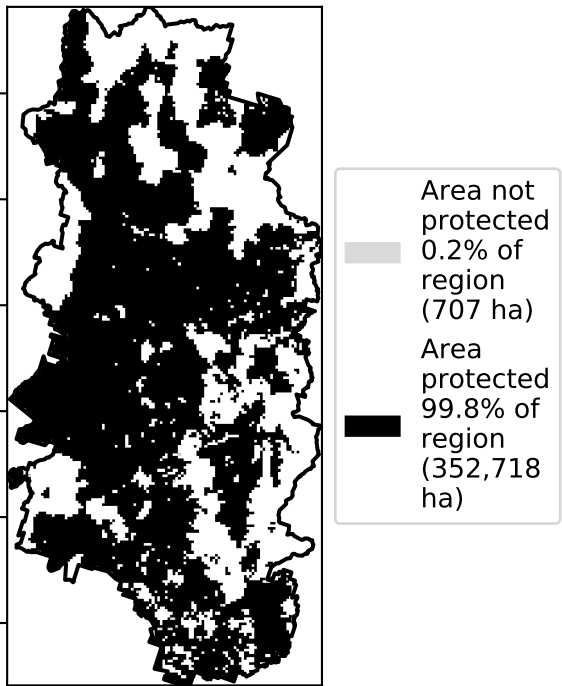 Area not
protected
0.2% of
region
(707 ha)
Area
protected
99.8% of
region
(352,718
ha)